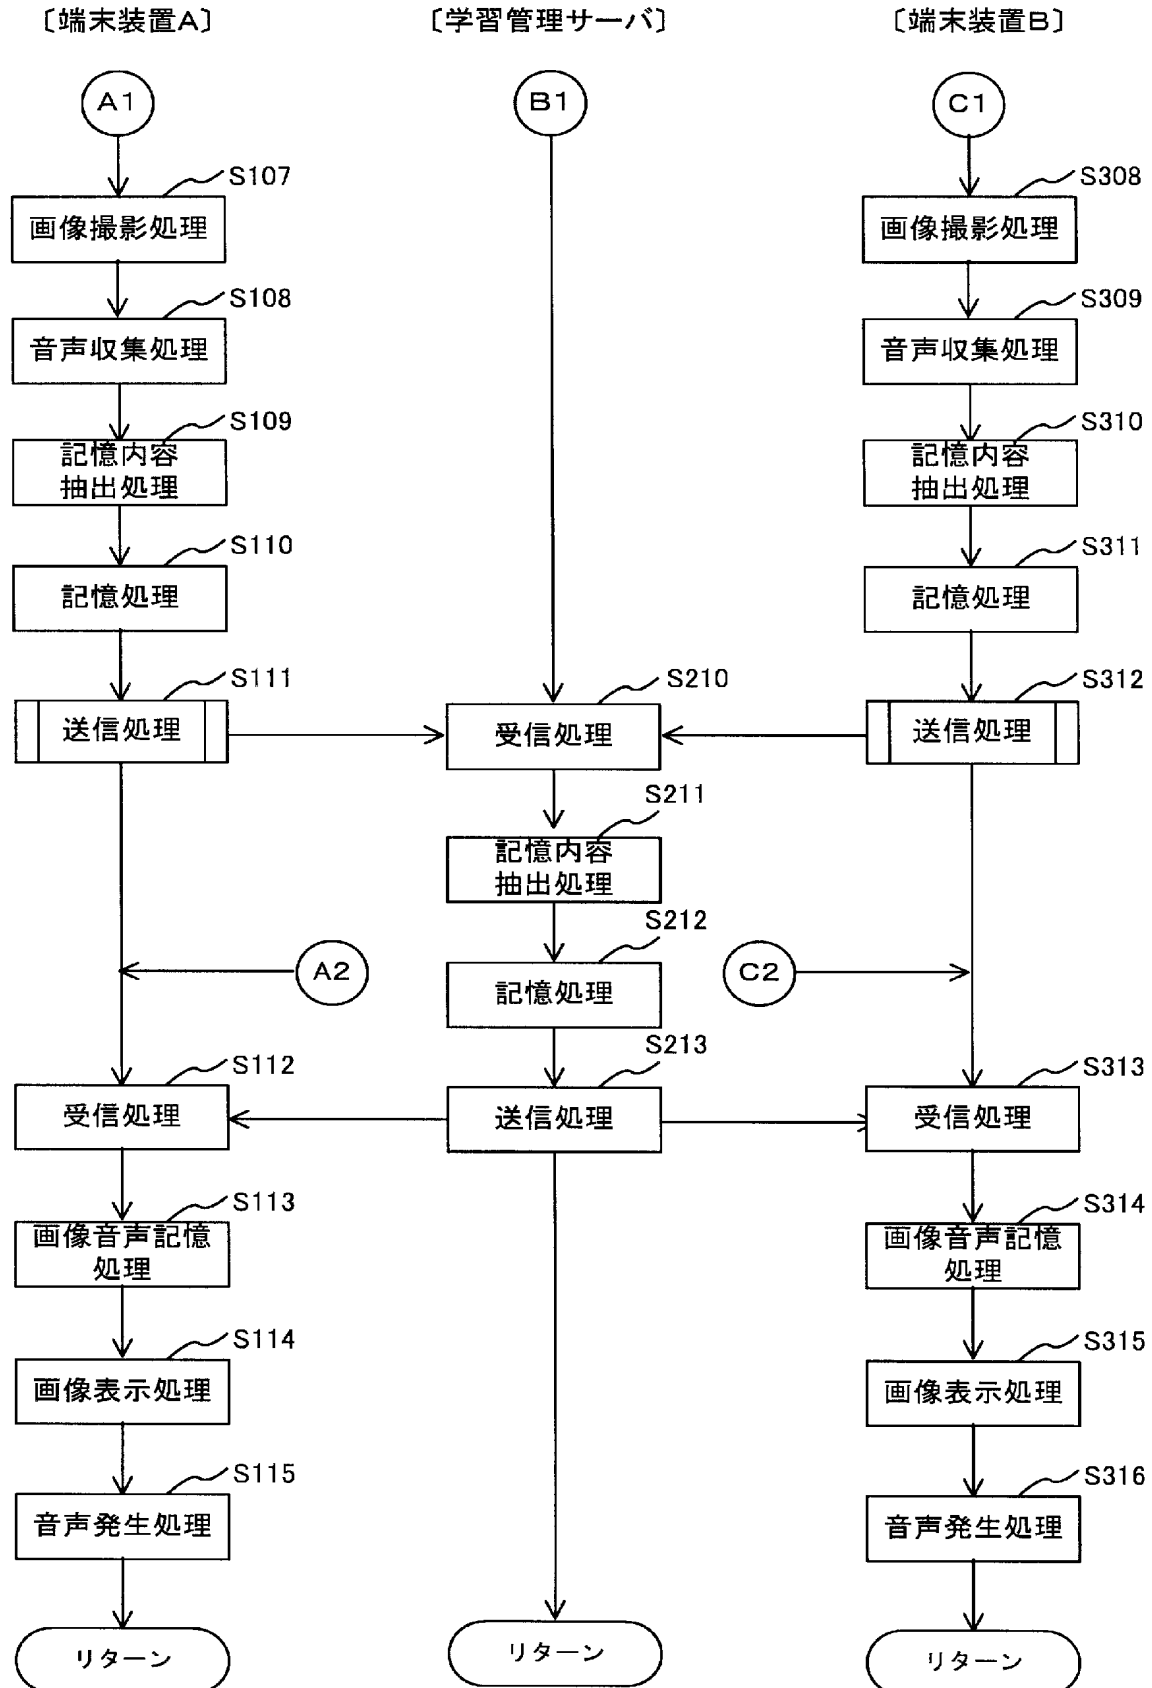 〔端末装置A〕
〔学習管理サーバ〕
〔端末装置B〕
A1
B1
C1
S107
画像撮影処理
S308
画像撮影処理
S108
音声収集処理
S309
音声収集処理
S109
記憶内容
抽出処理
S310
記憶内容
抽出処理
S110
記憶処理
S311
記憶処理
S111
送信処理
S210
受信処理
S312
送信処理
S211
記憶内容
抽出処理
A2
S212
記憶処理
C2
S112
受信処理
S213
送信処理
S313
受信処理
S113
画像音声記憶
処理
S314
画像音声記憶
処理
S114
画像表示処理
S315
画像表示処理
S115
音声発生処理
S316
音声発生処理
リターン
リターン
リターン